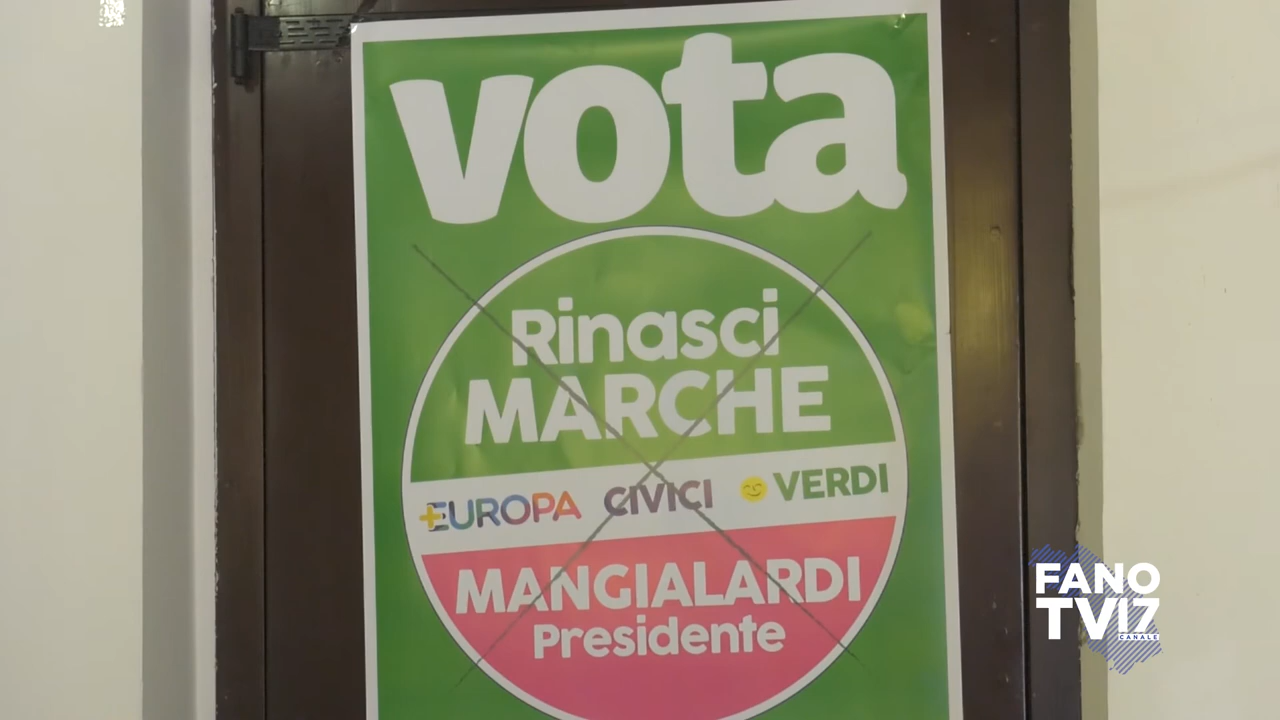 vota
Rinasci
MARCHE
+EUROPA CIVICI VERDI
MANGIALARDI
Presidente
FANO
TV17
CANALE